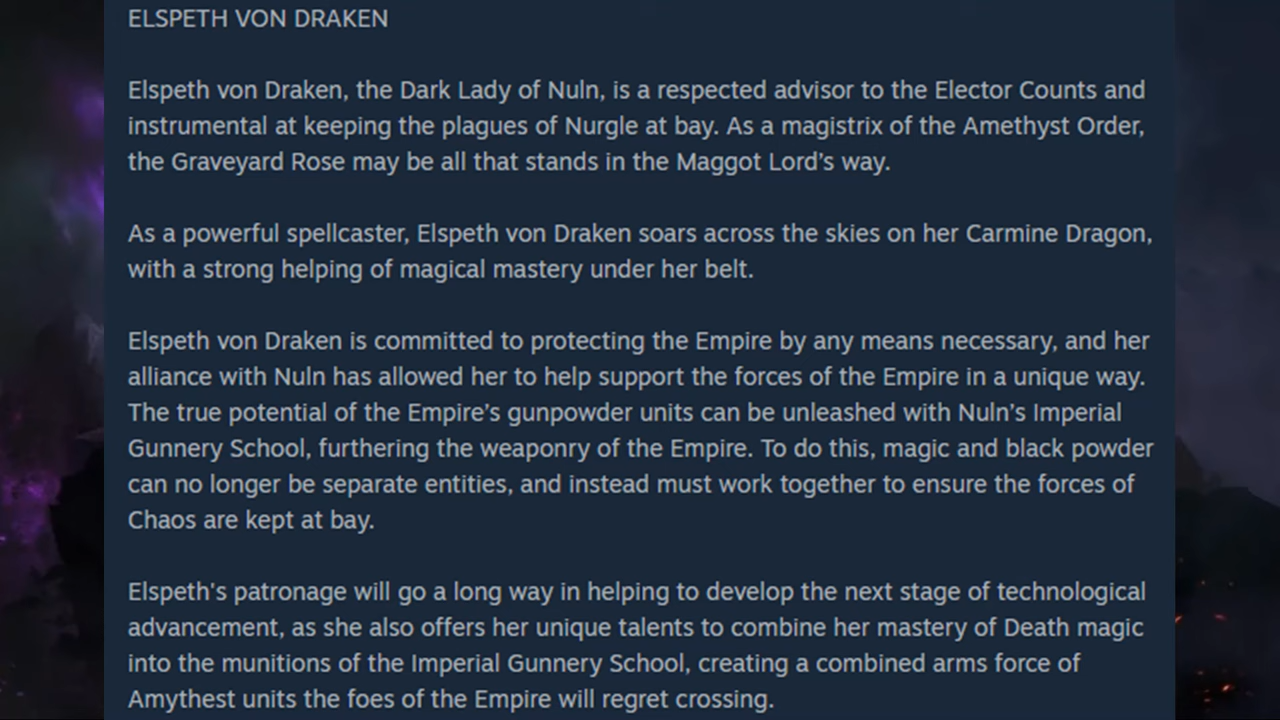 ELSPETH VON DRAKEN
Elspeth von Draken, the Dark Lady of Nuln, is a respected advisor to the Elector Counts and
instrumental at keeping the plagues of Nurgle at bay. As a magistrix of the Amethyst Order,
the Graveyard Rose may be all that stands in the Maggot Lord’s way.
As a powerful spellcaster, Elspeth von Draken soars across the skies on her Carmine Dragon,
with a strong helping of magical mastery under her belt.
Elspeth von Draken is committed to protecting the Empire by any means necessary, and her
alliance with Nuln has allowed her to help support the forces of the Empire in a unique way.
The true potential of the Empire’s gunpowder units can be unleashed with Nuln’s Imperial
Gunnery School, furthering the weaponry of the Empire. To do this, magic and black powder
can no longer be separate entities, and instead must work together to ensure the forces of
Chaos are kept at bay.
Elspeth's patronage will go a long way in helping to develop the next stage of technological
advancement, as she also offers her unique talents to combine her mastery of Death magic
into the munitions of the Imperial Gunnery School, creating a combined arms force of
Amythest units the foes of the Empire will regret crossing.